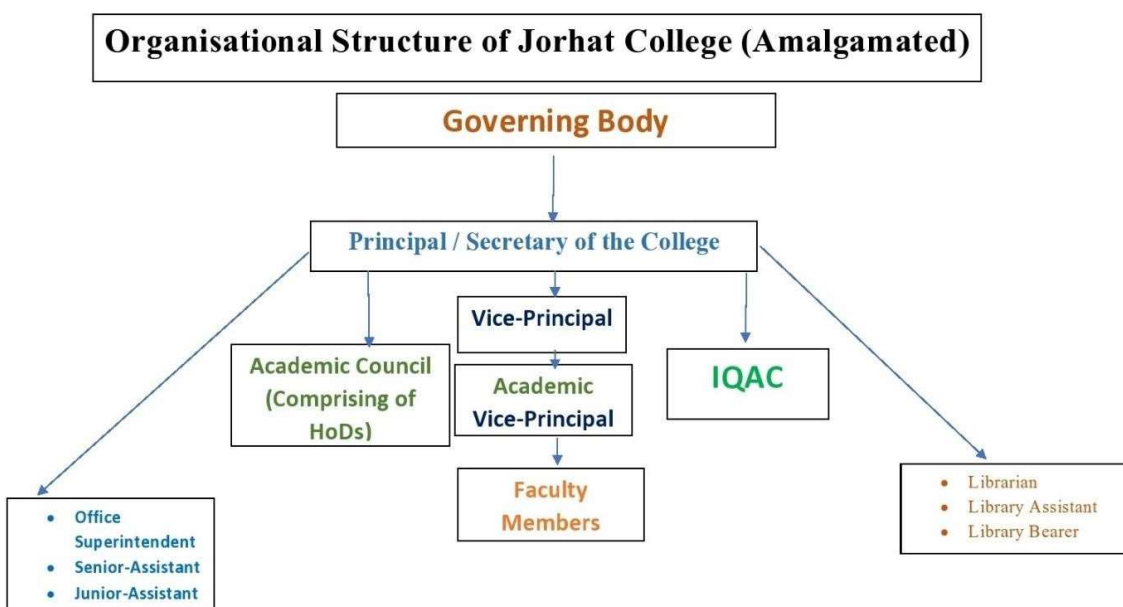 Organisational Structure of Jorhat College (Amalgamated)
Governing Body
Principal / Secretary of the College
Vice-Principal
Academic Council
(Comprising of
HoDs)
Academic
Vice-Principal
IQAC
Faculty
Members
• Office
Superintendent
• Senior-Assistant
• Junior-Assistant
• Librarian
• Library Assistant
• Library Bearer